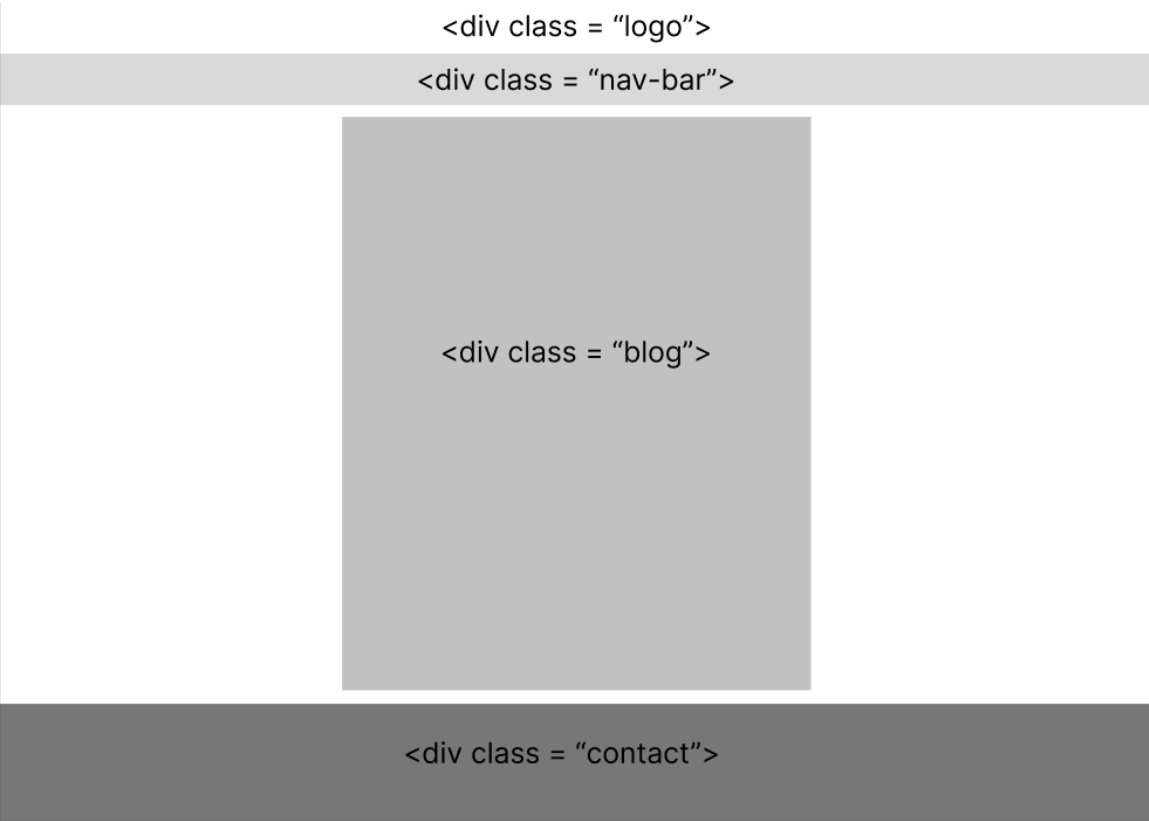 <div class = “logo”>
<div class = “nav-bar”>
<div class = “blog”>
<div class = “contact”>